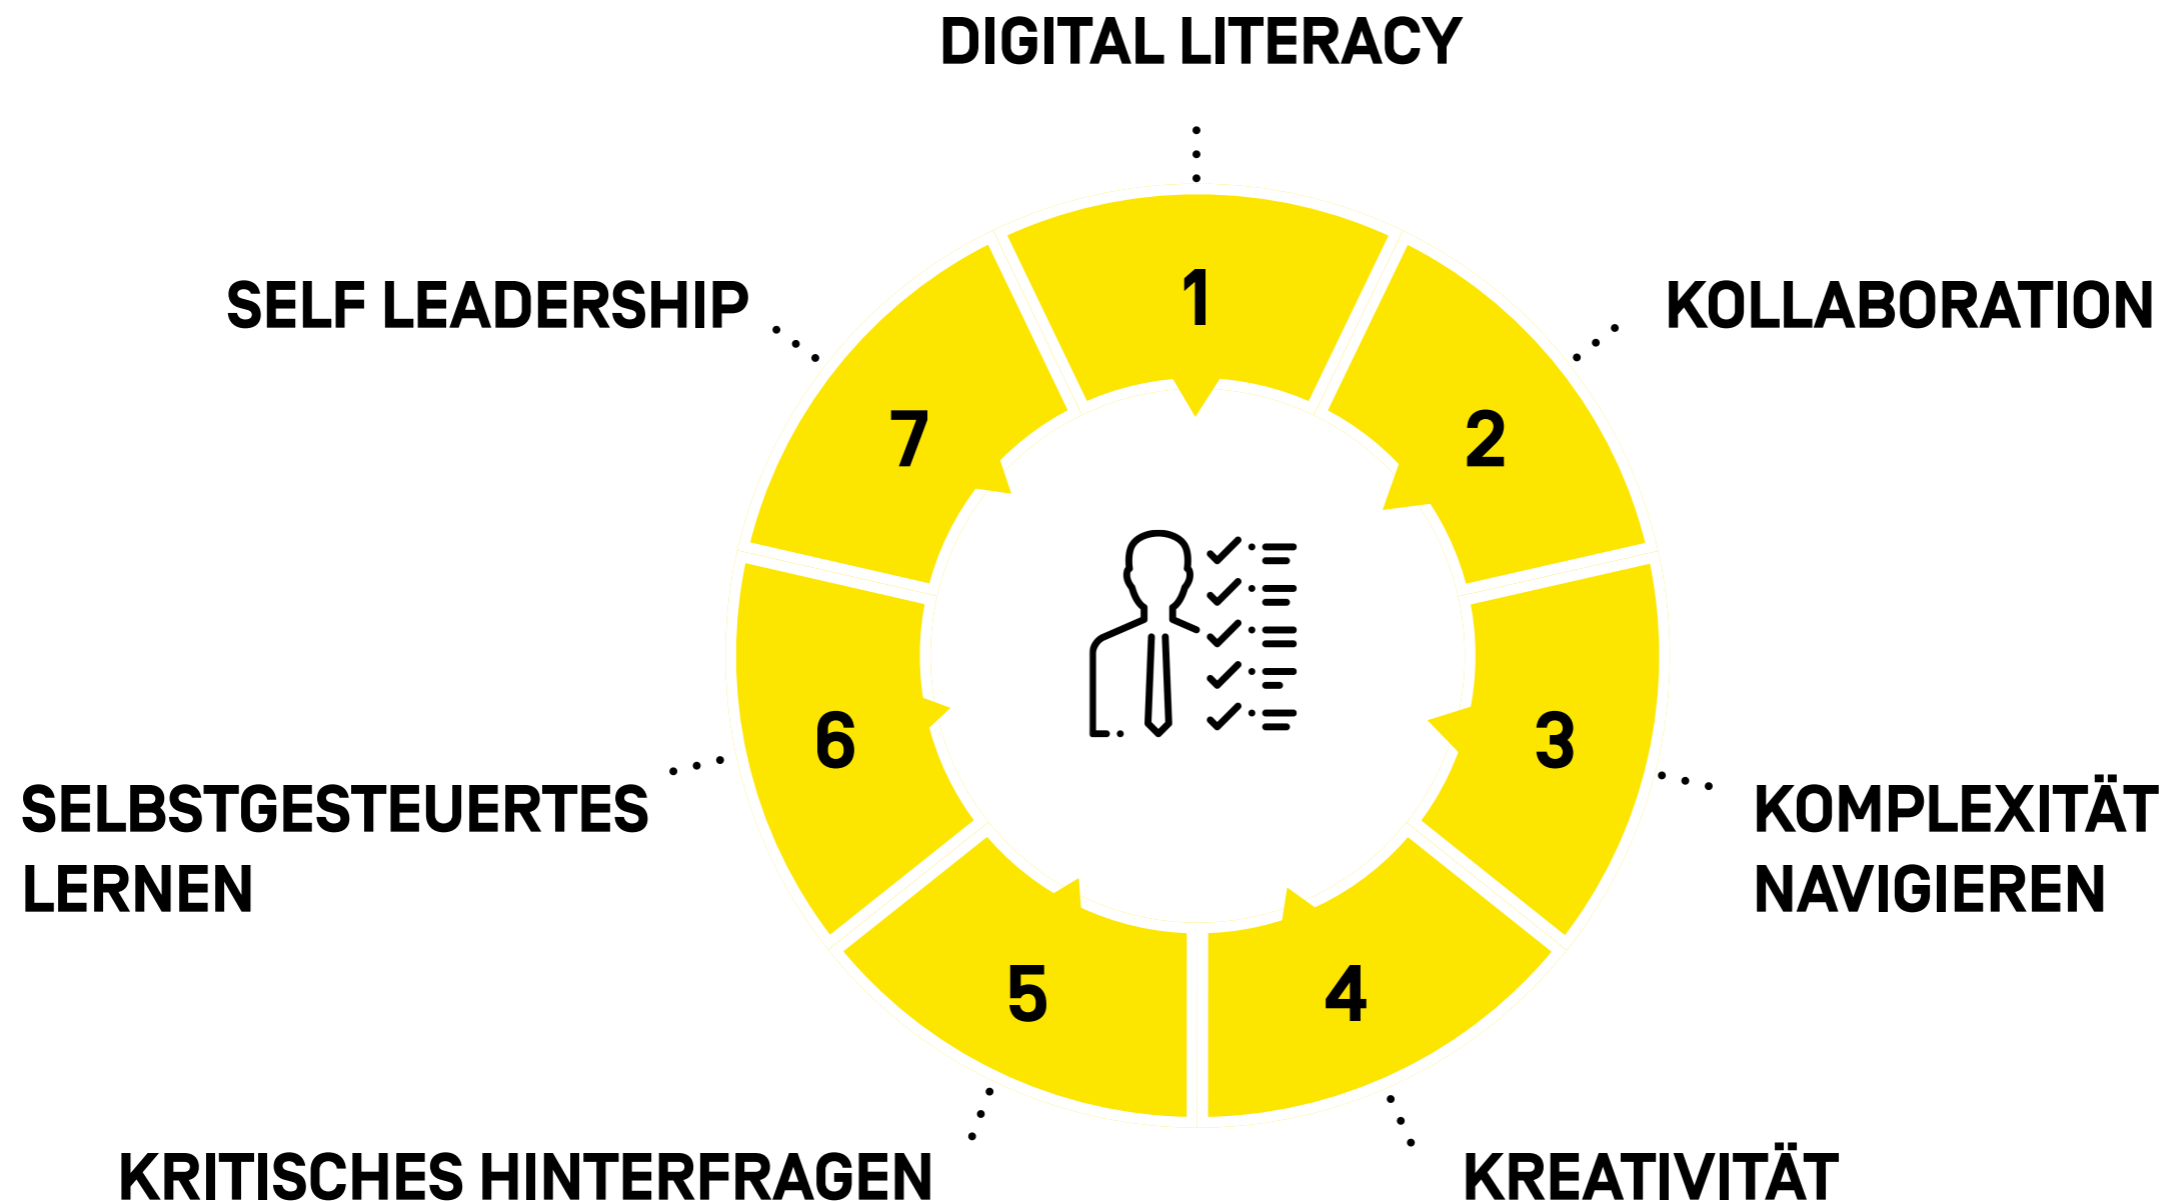 DIGITAL LITERACY
1
SELF LEADERSHIP
KOLLABORATION
7
2
6
3
SELBSTGESTEUERTES
LERNEN
KOMPLEXITÄT
NAVIGIEREN
5
4
KRITISCHES HINTERFRAGEN
KREATIVITÄT